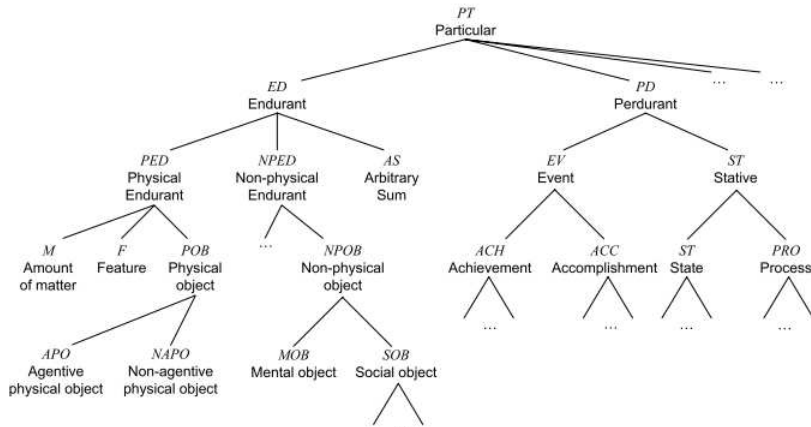 PT
Particular
... ...
ED PD
Endurant Perdurant
PED NPED AS EV ST
Physical Non-physical Arbitrary Event Stative
Endurant Endurant Sum
... 
M F POB NPOB ACH ACC ST PRO
Amount Feature Physical Non-physical Achievement Accomplishment State Process
of matter object object
... ... ... ...
APO NAPO MOB SOB
Agentive Non-agentive Mental object Social object
physical object physical object